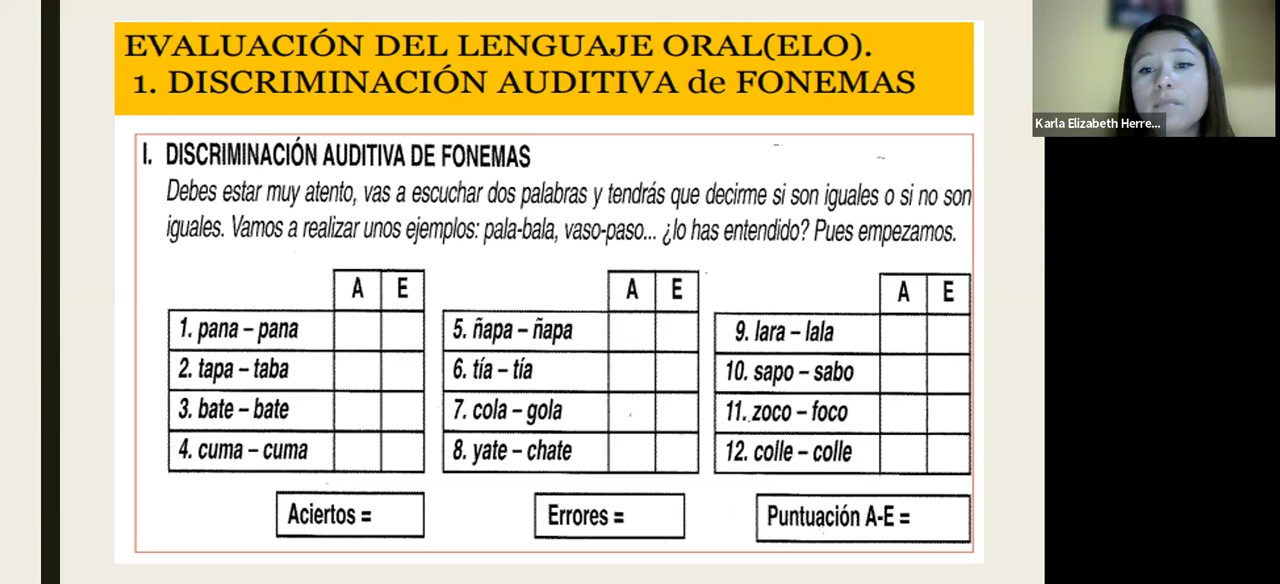 EVALUACIÓN DEL LENGUAJE ORAL(ELO).
1. DISCRIMINACIÓN AUDITIVA de FONEMAS
Karla Elizabeth Herre...
I. DISCRIMINACIÓN AUDITIVA DE FONEMAS
Debes estar muy atento, vas a escuchar dos palabras y tendrás que decirme si son iguales o si no son
iguales. Vamos a realizar unos ejemplos: pala-bala, vaso-paso... ¿lo has entendido? Pues empezamos.
A E
1. pana – pana
2. tapa – taba
3. bate – bate
4. cuma – cuma
A E
5. ñapa – ñapa
6. tía – tía
7. cola – gola
8. yate – chate
A E
9. lara – lala
10. sapo – sabo
11. zoco – foco
12. colle – colle
Aciertos =
Errores =
Puntuación A-E =